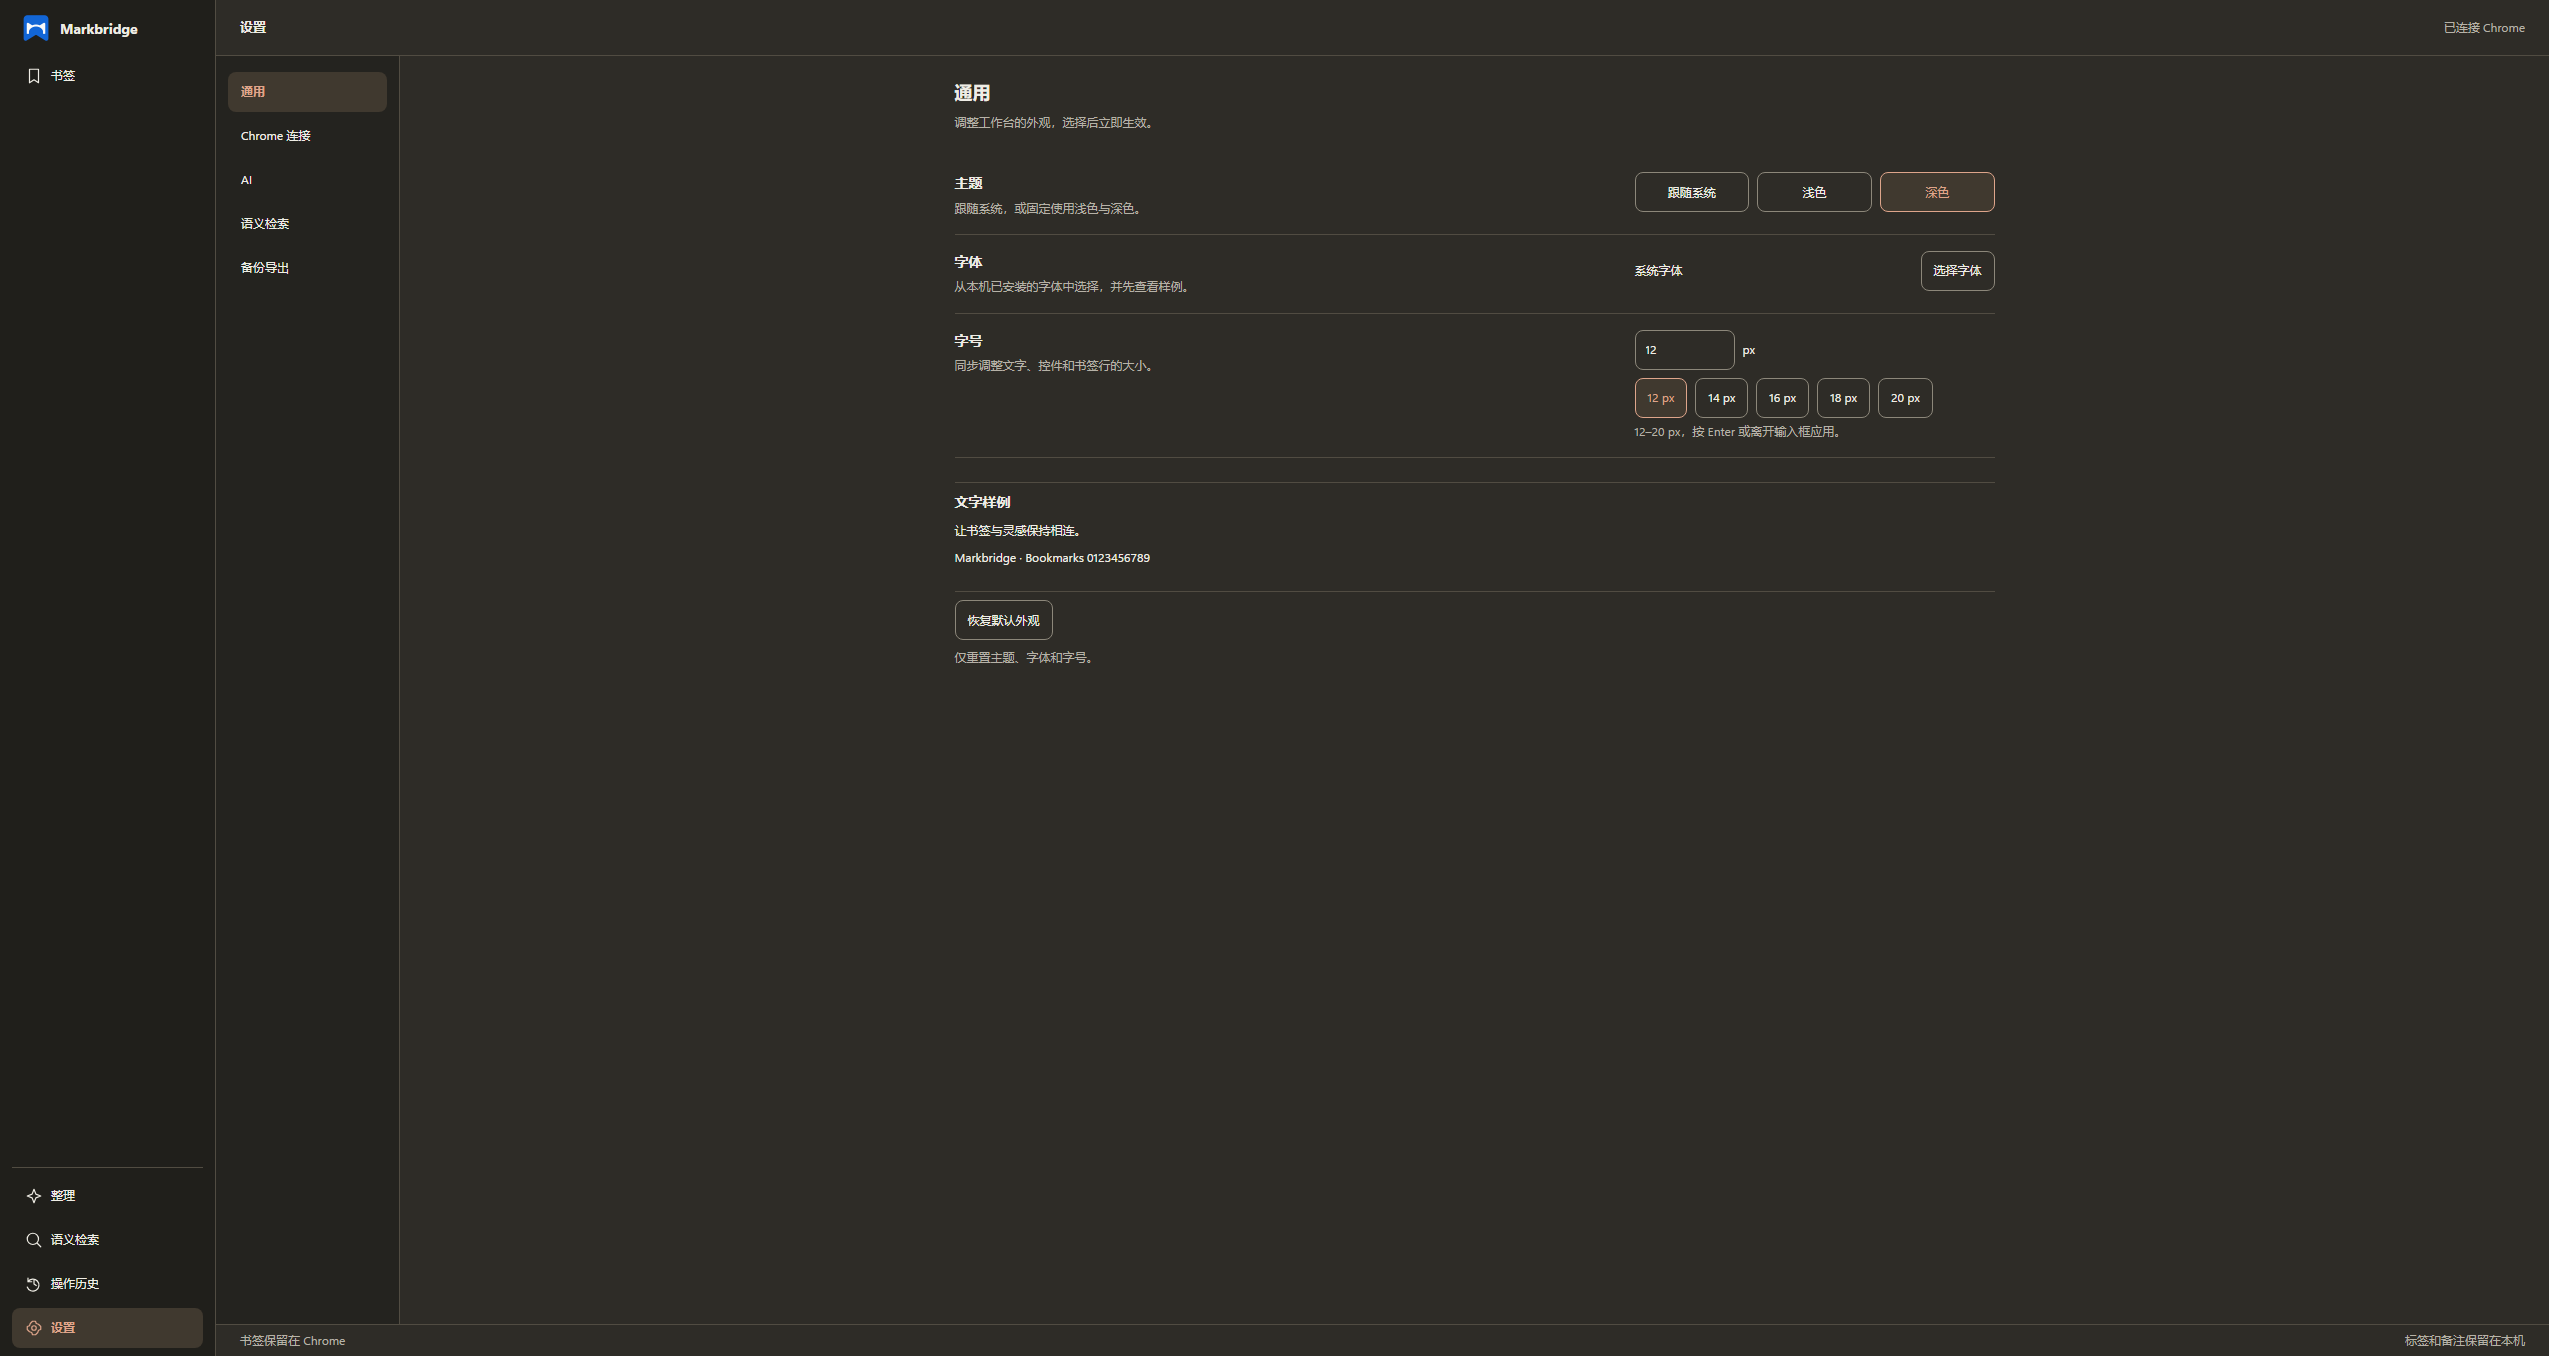 Markbridge
书签
整理
语义检索
操作历史
设置
设置
已连接 Chrome
通用
Chrome 连接
AI
语义检索
备份导出
通用
调整工作台的外观，选择后立即生效。
主题
跟随系统，或固定使用浅色与深色。
跟随系统
浅色
深色
字体
从本机已安装的字体中选择，并先查看样例。
系统字体
选择字体
字号
同步调整文字、控件和书签行的大小。
12
px
12 px
14 px
16 px
18 px
20 px
12–20 px，按 Enter 或离开输入框应用。
文字样例
让书签与灵感保持相连。
Markbridge · Bookmarks 0123456789
恢复默认外观
仅重置主题、字体和字号。
书签保留在 Chrome
标签和备注保留在本机